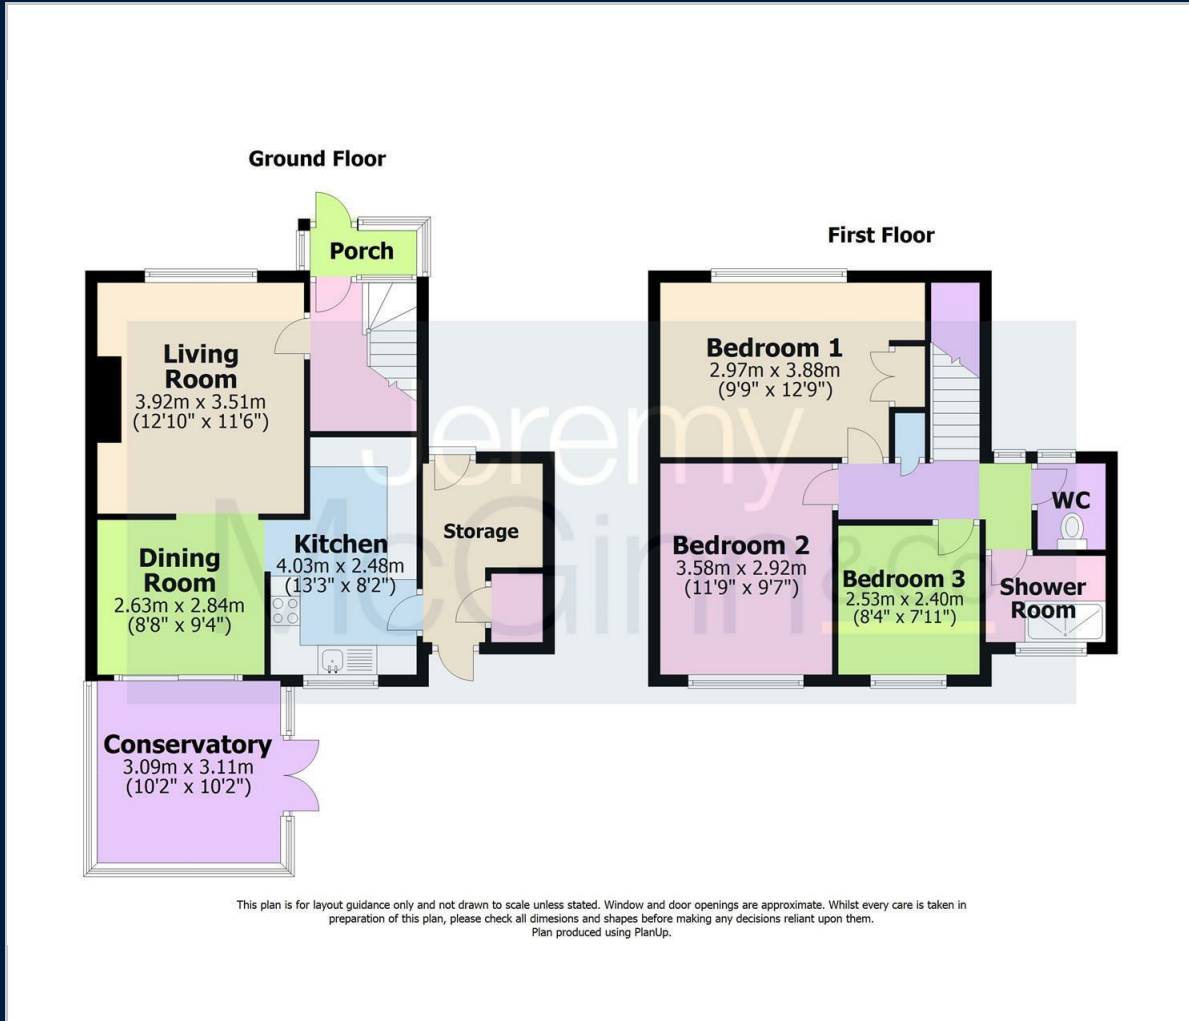 Ground Floor
Porch
Living
Room
3.92m x 3.51m
(12'10" x 11'6")
Dining
Room
2.63m x 2.84m
(8'8" x 9'4")
Kitchen
4.03m x 2.48m
(13'3" x 8'2")
Storage
Conservatory
3.09m x 3.11m
(10'2" x 10'2")
First Floor
Bedroom 1
2.97m x 3.88m
(9'9" x 12'9")
Bedroom 2
3.58m x 2.92m
(11'9" x 9'7")
Bedroom 3
2.53m x 2.40m
(8'4" x 7'11")
WC
Shower
Room
Jeremy
McGinn & Co
This plan is for layout guidance only and not drawn to scale unless stated. Window and door openings are approximate. Whilst every care is taken in
preparation of this plan, please check all dimesions and shapes before making any decisions reliant upon them.
Plan produced using PlanUp.